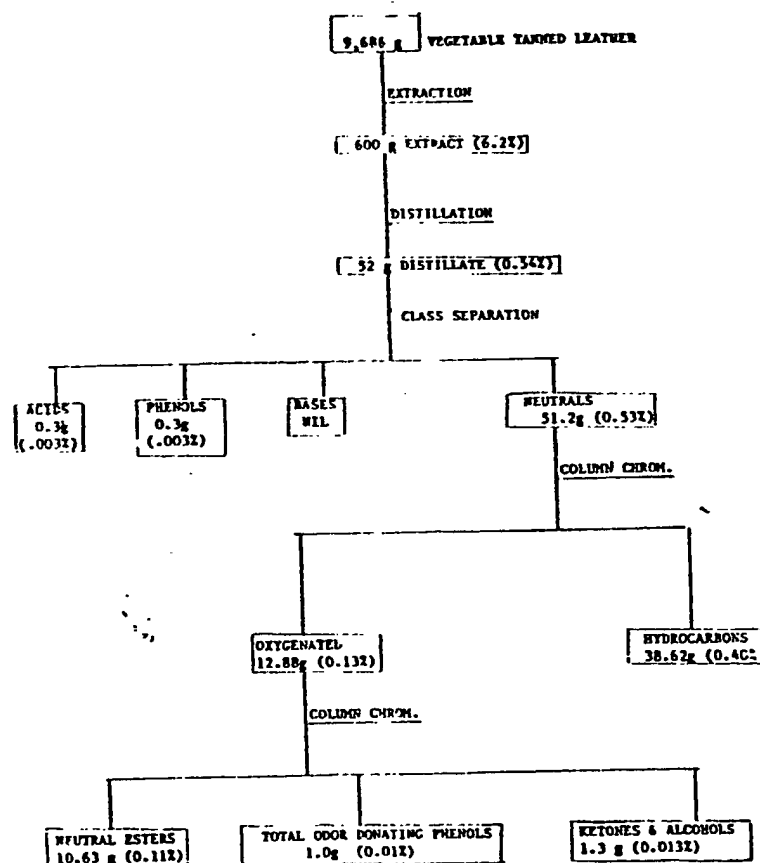 9,686 g VEGETABLE TANNED LEATHER
EXTRACTION
600 g EXTRACT (6.2%)
DISTILLATION
52 g DISTILLATE (0.54%)
CLASS SEPARATION
ACIDS
0.3g
(.003%)
PHENOLS
0.3g
(.003%)
BASES
NIL
NEUTRALS
51.2g (0.53%)
COLUMN CHROM.
OXYGENATED
12.88g (0.13%)
HYDROCARBONS
38.62g (0.40%
COLUMN CHROM.
NEUTRAL ESTERS
10.63 g (0.11%)
TOTAL ODOR DONATING PHENOLS
1.0g (0.01%)
KETONES & ALCOHOLS
1.3 g (0.013%)